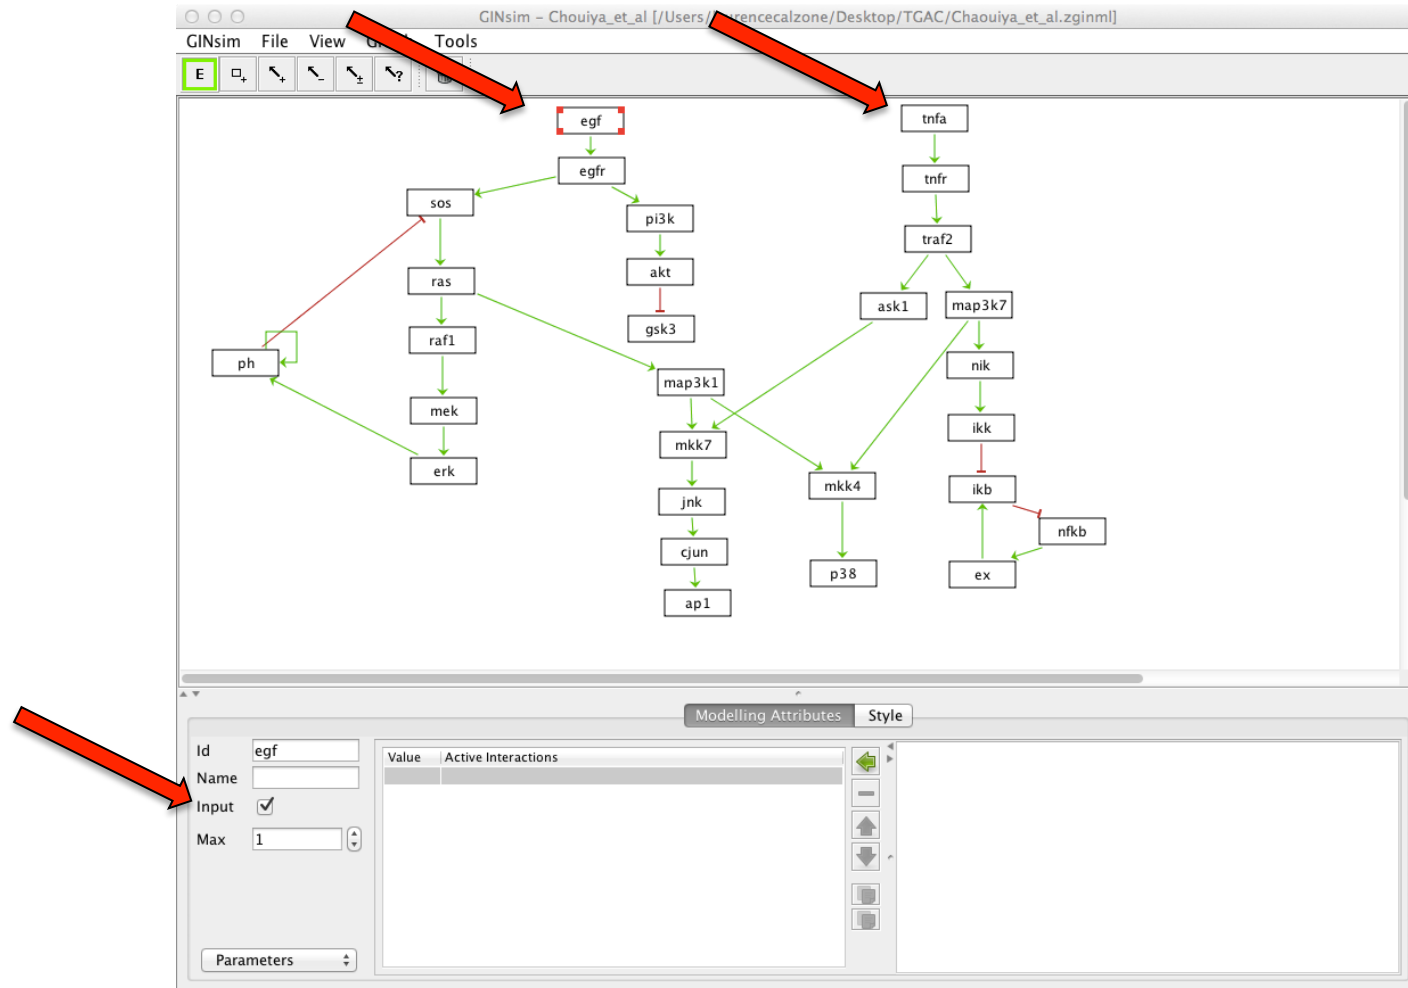 GINsim – Chouiya_et_al [/Users/ urencecalzone/Desktop/TGAC/Chaouiya_et_al.zginml]
GINsim File View Tools
E
egf
tnfa
egfr
tnfr
sos
pi3k
traf2
akt
ras
ask1
map3k7
gsk3
raf1
ph
nik
map3k1
mek
ikk
mkk7
erk
mkk4
ikb
jnk
nfkb
cjun
p38
ex
ap1
Modelling Attributes Style
Id egf
Value Active Interactions
Name
Input
Max 1
Parameters